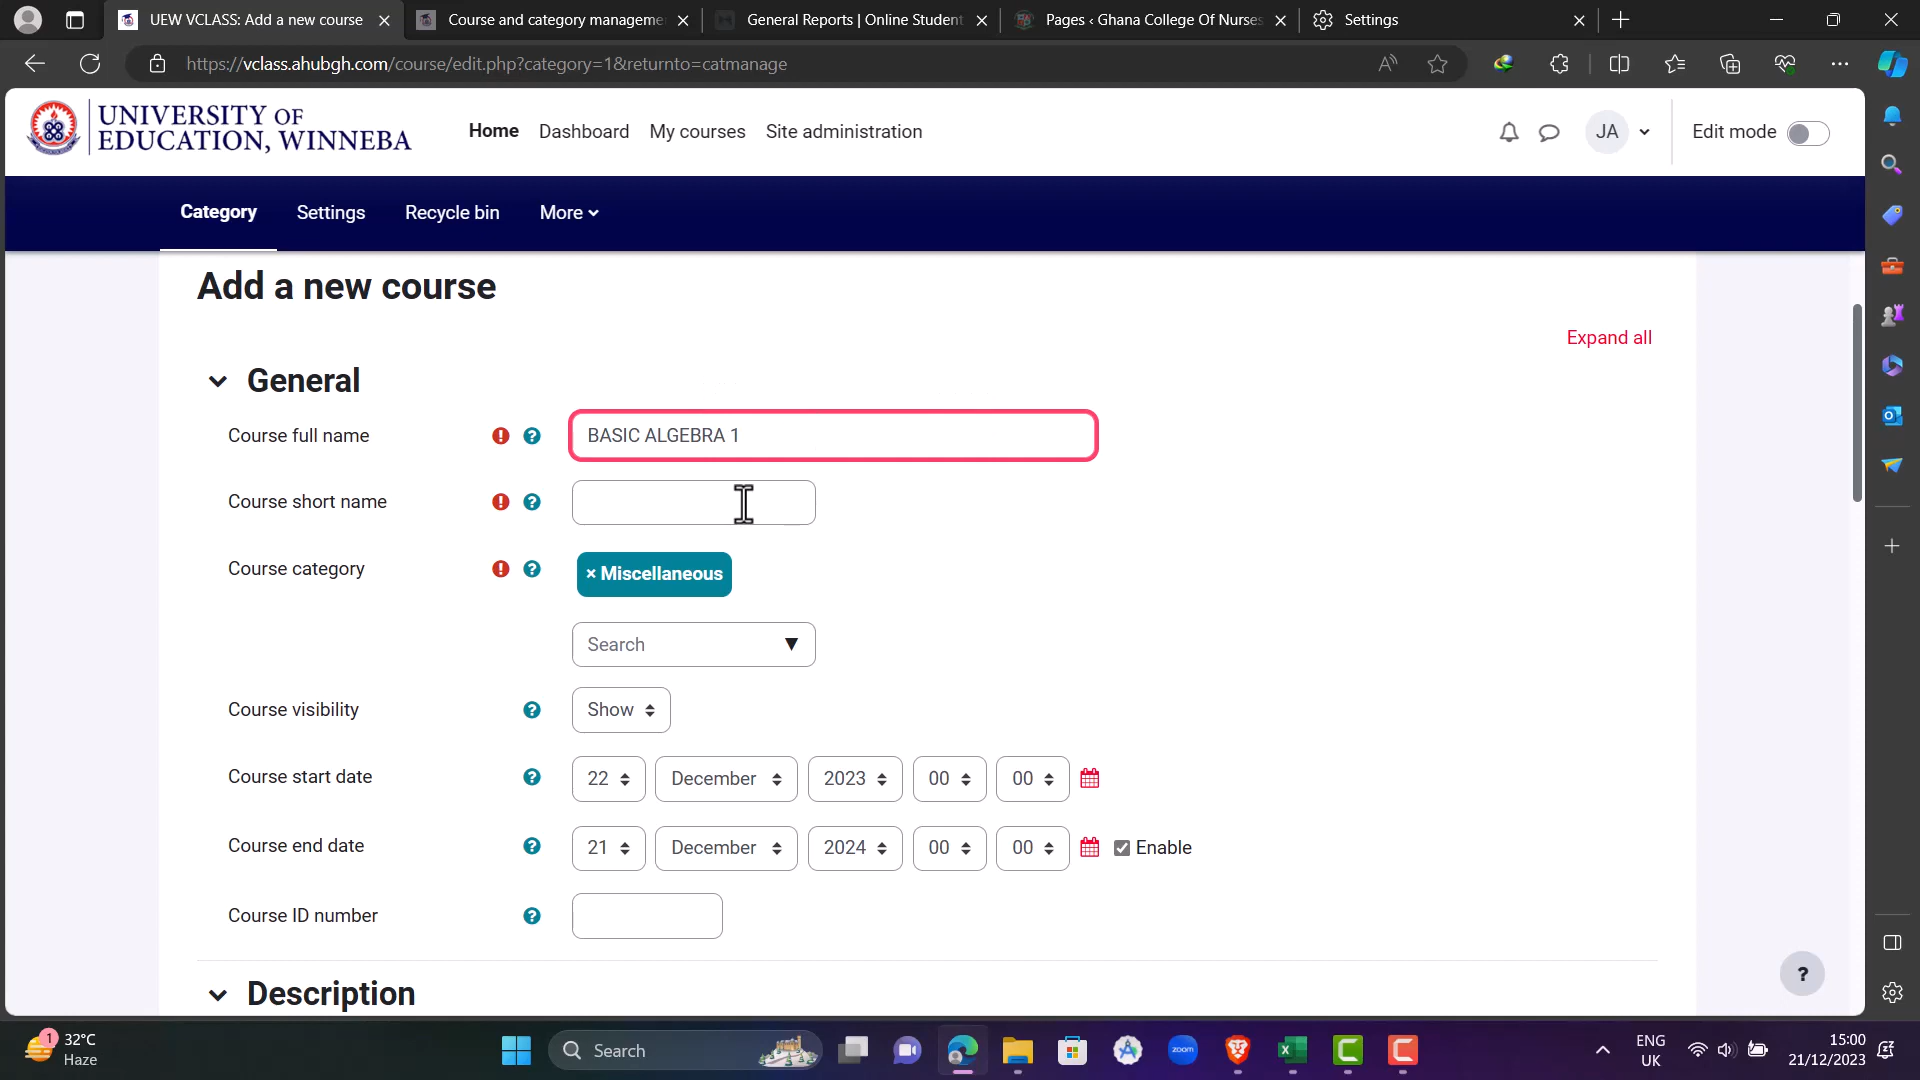 UEW VCLASS: Add a new course
Course and category manageme
General Reports | Online Student
Pages ‹ Ghana College Of Nurses
Settings
https://vclass.ahubgh.com/course/edit.php?category=1&returnto=catmanage
UNIVERSITY OF
EDUCATION, WINNEBA
Home
Dashboard
My courses
Site administration
JA
Edit mode
Category
Settings
Recycle bin
More
Add a new course
Expand all
General
Course full name
BASIC ALGEBRA 1
Course short name
Course category
× Miscellaneous
Search
Course visibility
Show
Course start date
22
December
2023
00
00
Course end date
21
December
2024
00
00
Enable
Course ID number
Description
?
1
32°C
Haze
Search
zoom
ENG
UK
15:00
21/12/2023